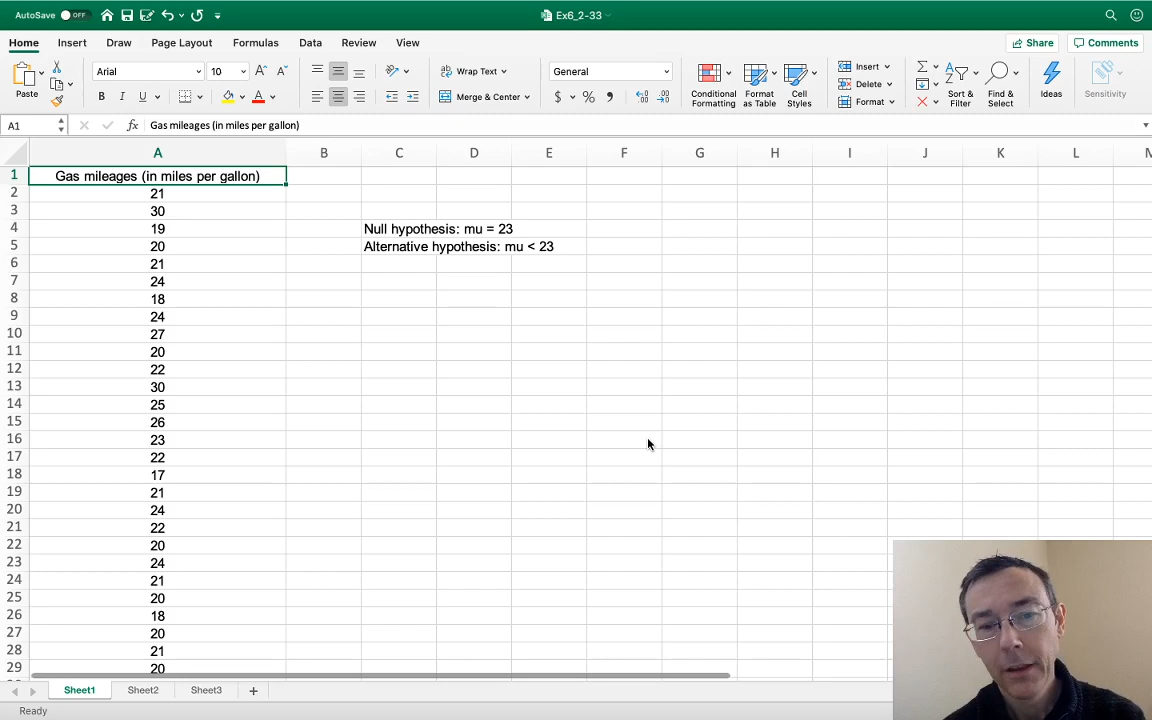 AutoSave OFF Ex6_2-33
Home Insert Draw Page Layout Formulas Data Review View Share Comments
Paste Arial 10 A A Wrap Text General Conditional Formatting Format as Table Cell Styles Insert Sort & Filter Find & Select Ideas Sensitivity
Delete
B I U A Merge & Center $ % Format
A1 fx Gas mileages (in miles per gallon)
A B C D E F G H I J K L M
1 Gas mileages (in miles per gallon)
2 21
3 30
4 19 Null hypothesis: mu = 23
5 20 Alternative hypothesis: mu < 23
6 21
7 24
8 18
9 24
10 27
11 20
12 22
13 30
14 25
15 26
16 23
17 22
18 17
19 21
20 24
21 22
22 20
23 24
24 21
25 20
26 18
27 20
28 21
29 20
Sheet1 Sheet2 Sheet3 +
Ready